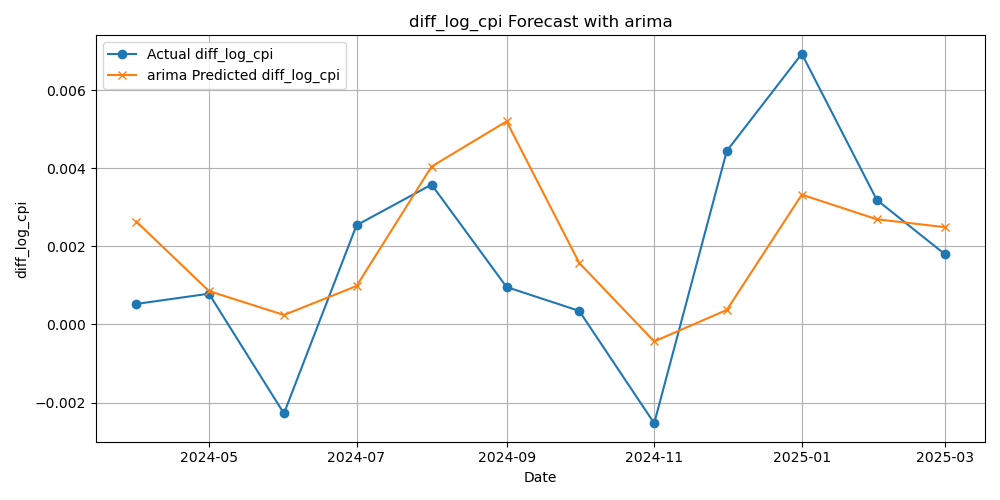 diff_log_cpi Forecast with arima
Actual diff_log_cpi
arima Predicted diff_log_cpi
0.006
0.004
0.002
0.000
−0.002
diff_log_cpi
2024-05
2024-07
2024-09
2024-11
2025-01
2025-03
Date